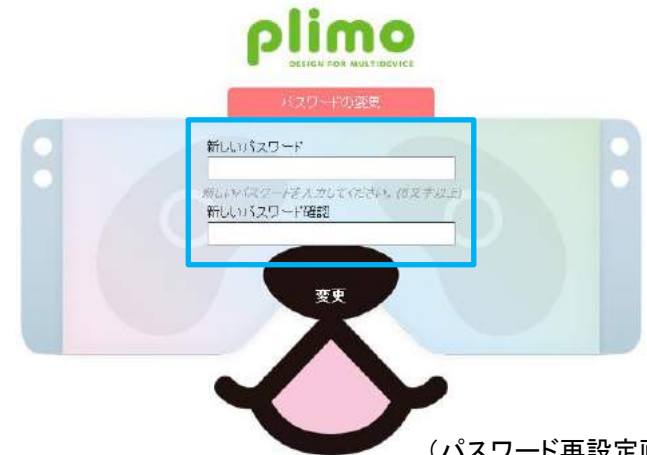 plimo
DESIGN FOR MULTIDEVICE
パスワードの変更
新しいパスワード
新しいパスワードを入力してください。(6文字以上)
新しいパスワード確認
変更
(パスワード再設定画